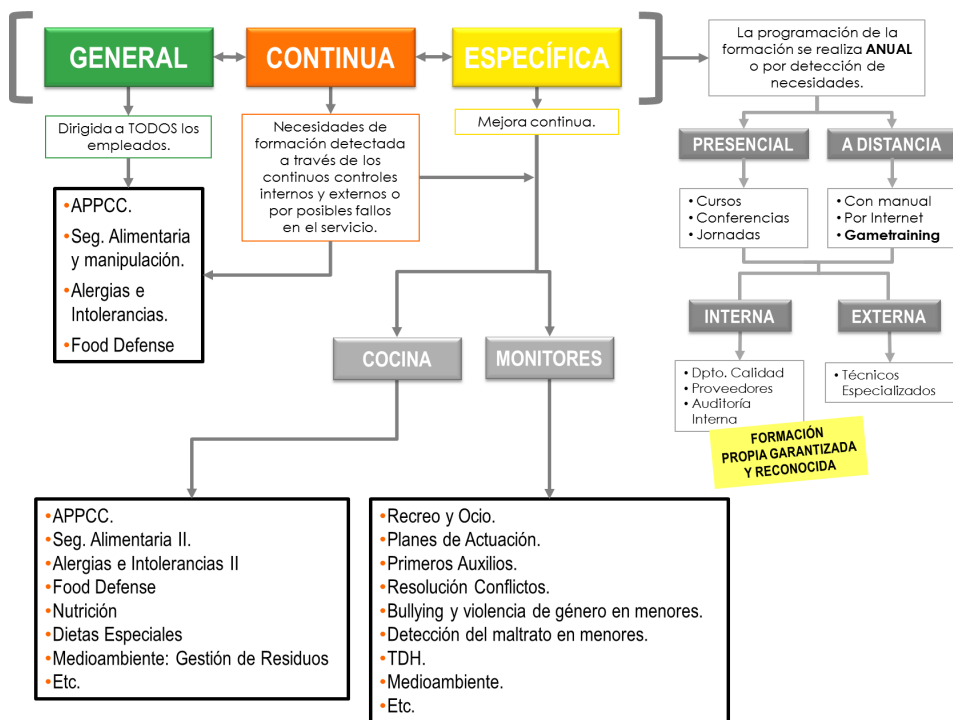 GENERAL
CONTINUA
ESPECÍFICA
La programación de la
formación se realiza ANUAL
o por detección de
necesidades.
Dirigida a TODOS los
empleados.
Necesidades de
formación detectada
a través de los
continuos controles
internos y externos o
por posibles fallos
en el servicio.
Mejora continua.
PRESENCIAL
A DISTANCIA
• Cursos
• Conferencias
• Jornadas
• Con manual
• Por Internet
• Gametraining
•APPCC.
•Seg. Alimentaria
y manipulación.
•Alergias e
Intolerancias.
•Food Defense
INTERNA
EXTERNA
• Dpto. Calidad
• Proveedores
• Auditoría
Interna
• Técnicos
Especializados
FORMACIÓN
PROPIA GARANTIZADA
Y RECONOCIDA
COCINA
MONITORES
•APPCC.
•Seg. Alimentaria II.
•Alergias e Intolerancias II
•Food Defense
•Nutrición
•Dietas Especiales
•Medioambiente: Gestión de Residuos
•Etc.
•Recreo y Ocio.
•Planes de Actuación.
•Primeros Auxilios.
•Resolución Conflictos.
•Bullying y violencia de género en menores.
•Detección del maltrato en menores.
•TDH.
•Medioambiente.
•Etc.